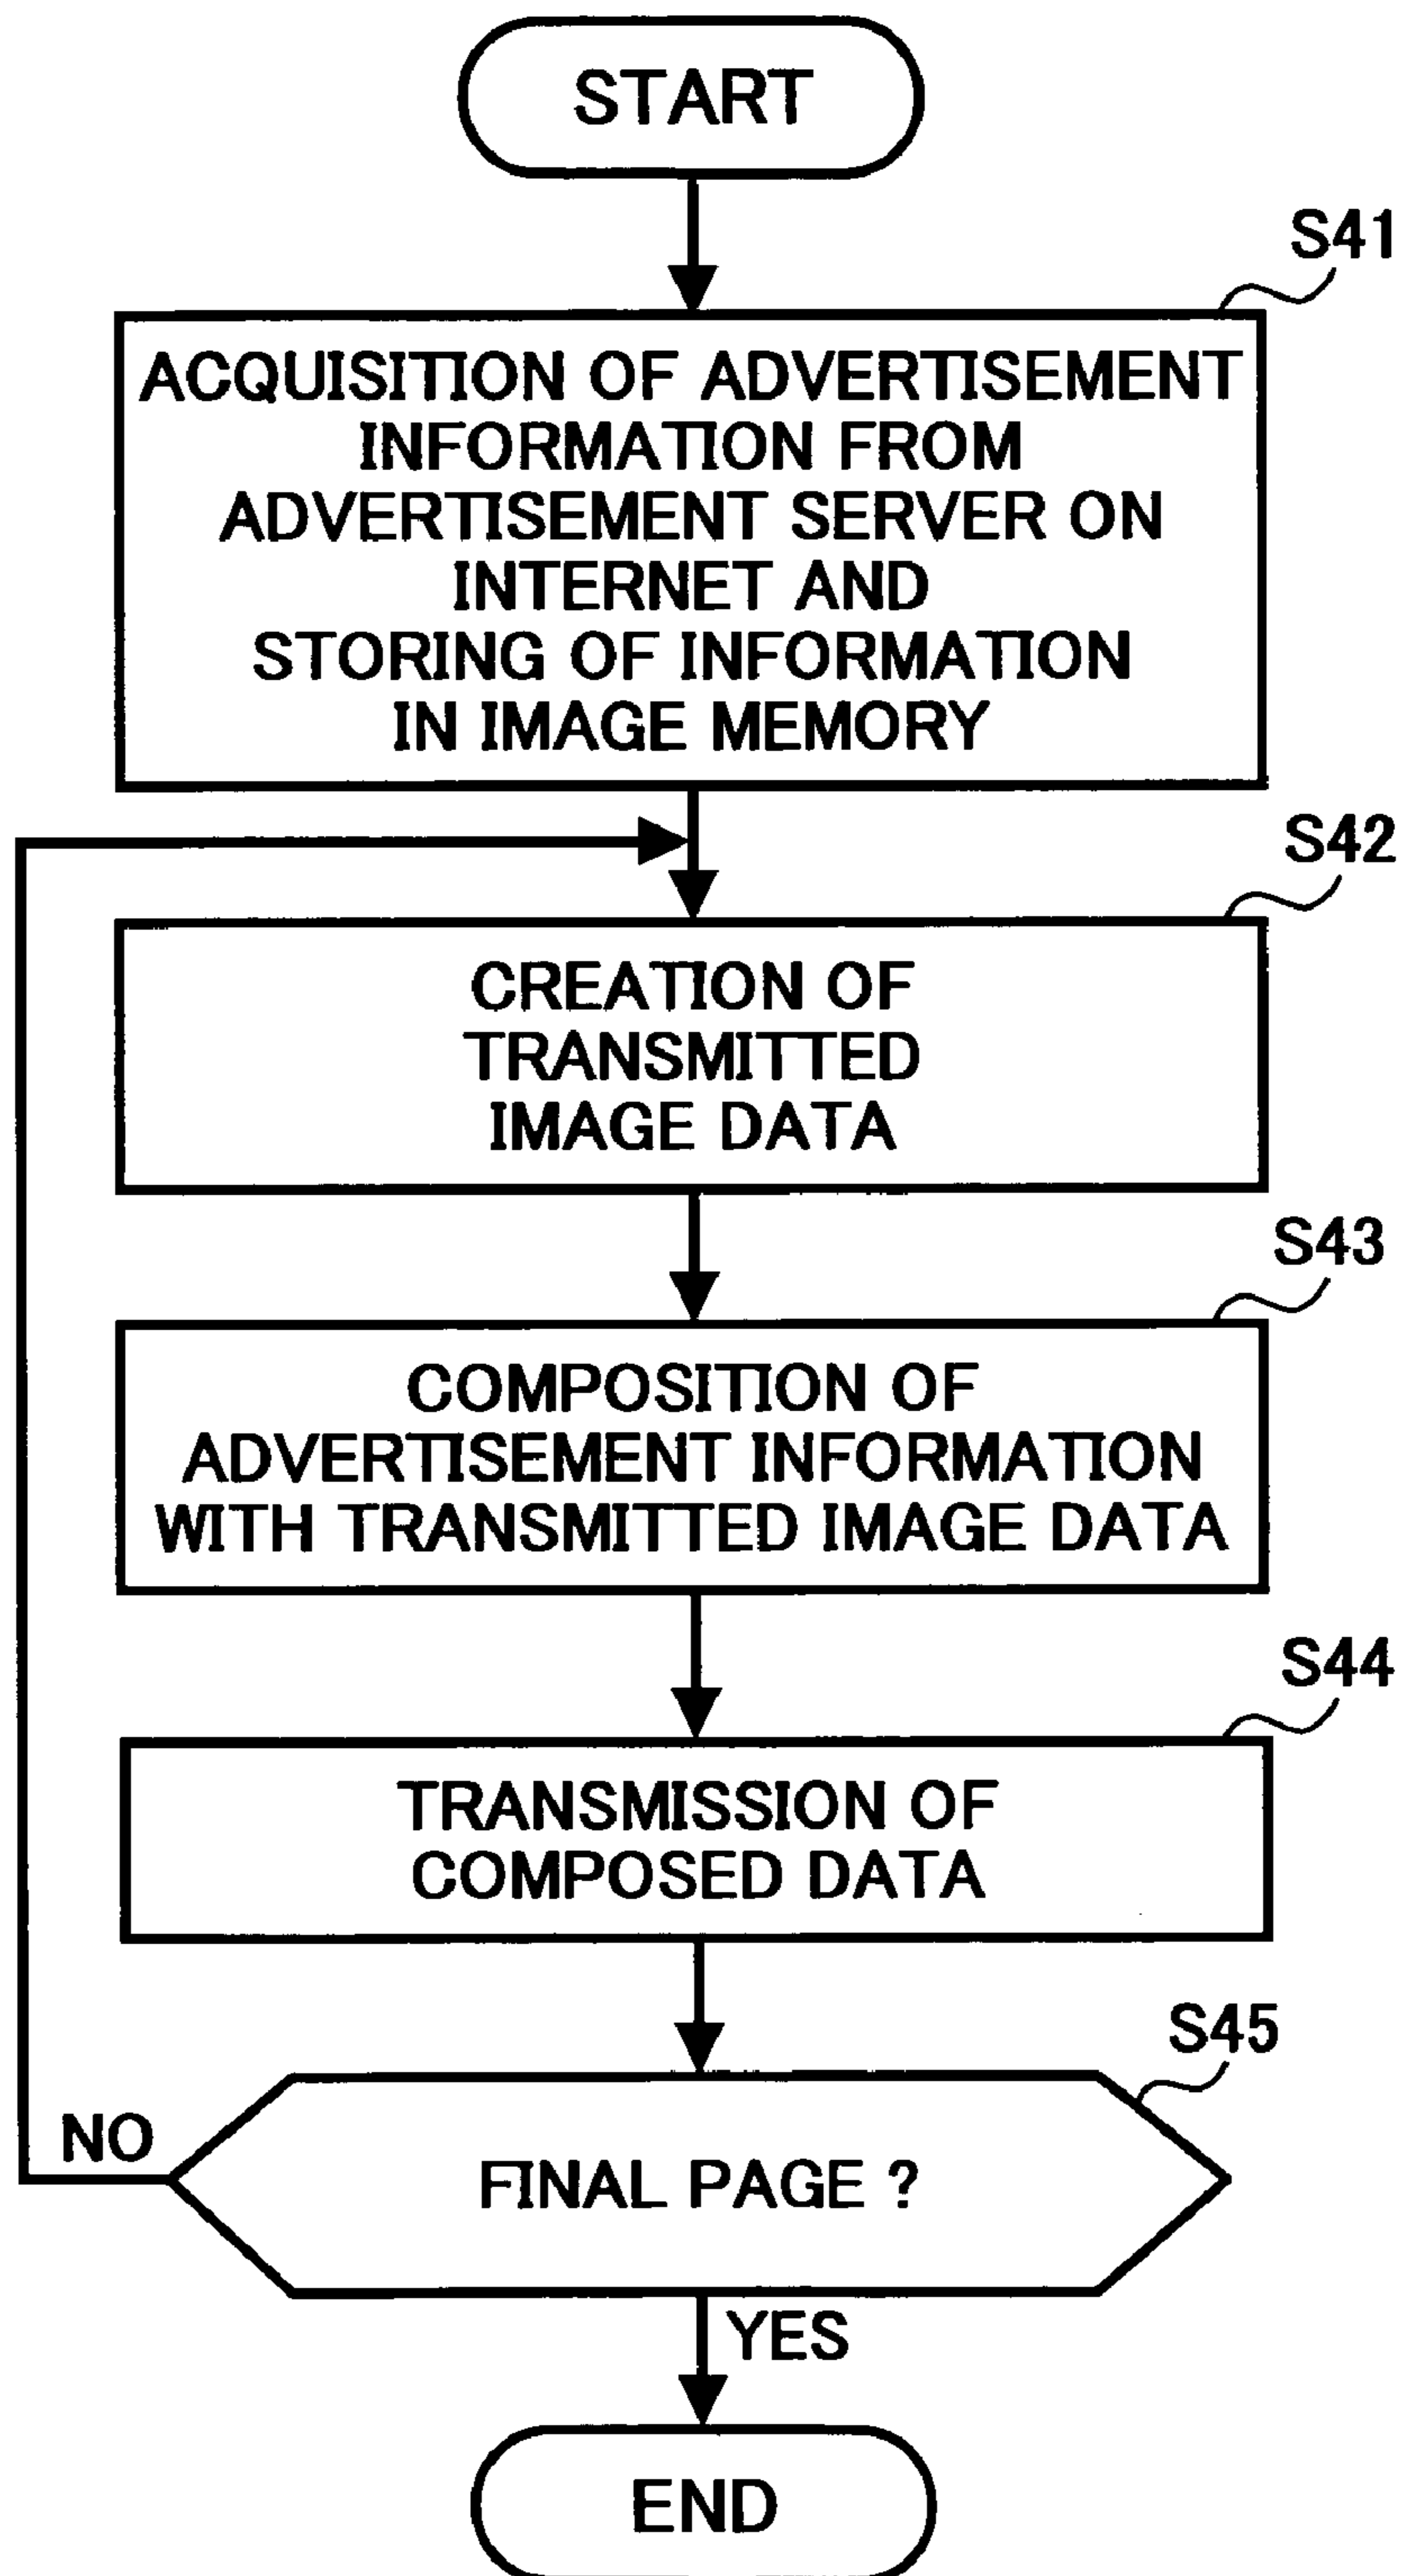 START
S41
ACQUISITION OF ADVERTISEMENT
INFORMATION FROM
ADVERTISEMENT SERVER ON
INTERNET AND
STORING OF INFORMATION
IN IMAGE MEMORY
S42
CREATION OF
TRANSMITTED
IMAGE DATA
S43
COMPOSITION OF
ADVERTISEMENT INFORMATION
WITH TRANSMITTED IMAGE DATA
S44
TRANSMISSION OF
COMPOSED DATA
S45
NO
FINAL PAGE ?
YES
END